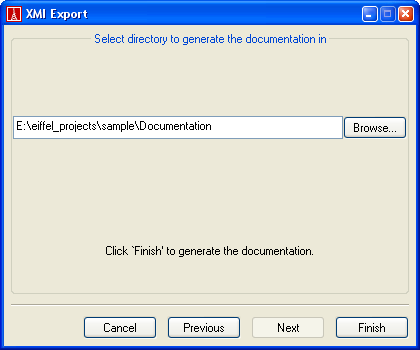 XMI Export
Select directory to generate the documentation in
E:\eiffel_projects\sample\Documentation
Browse...
Click `Finish' to generate the documentation.
Cancel
Previous
Next
Finish